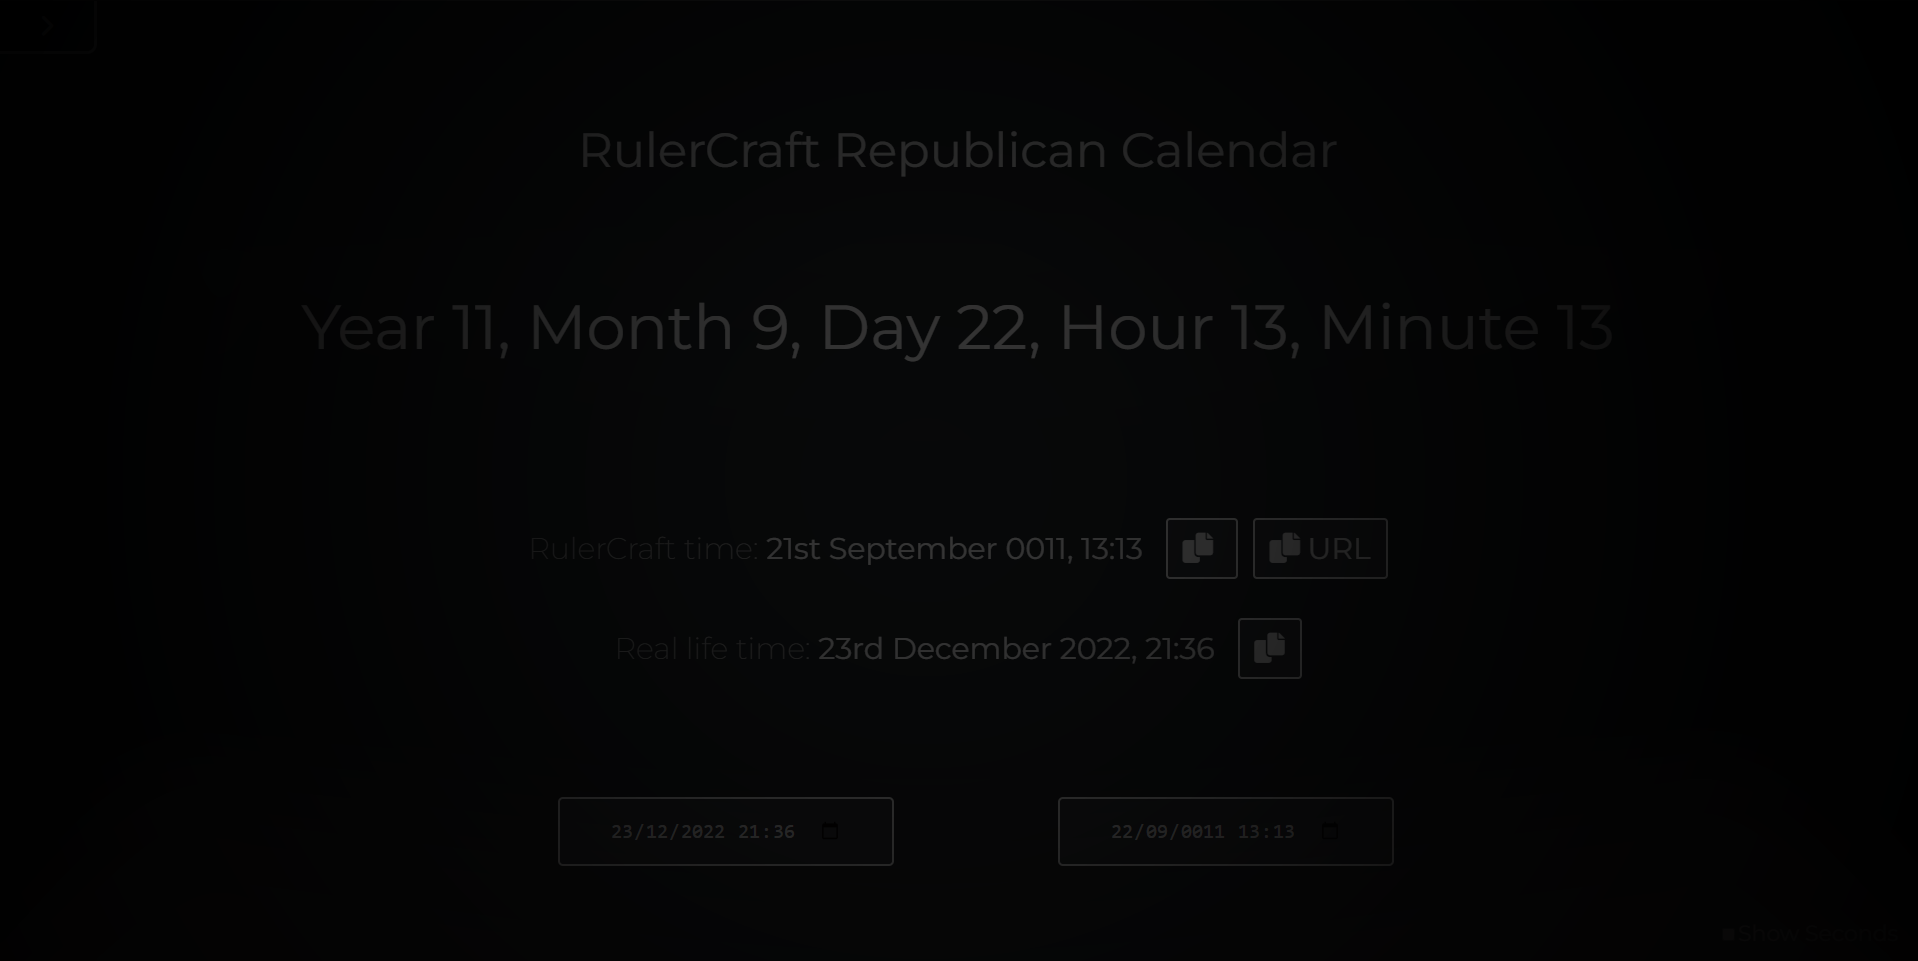 RulerCraft Republican Calendar
Year 11, Month 9, Day 22, Hour 13, Minute 13
RulerCraft time: 21st September 0011, 13:13 URL
Real life time: 23rd December 2022, 21:36
23/12/2022 21:36 22/09/0011 13:13
Show Seconds